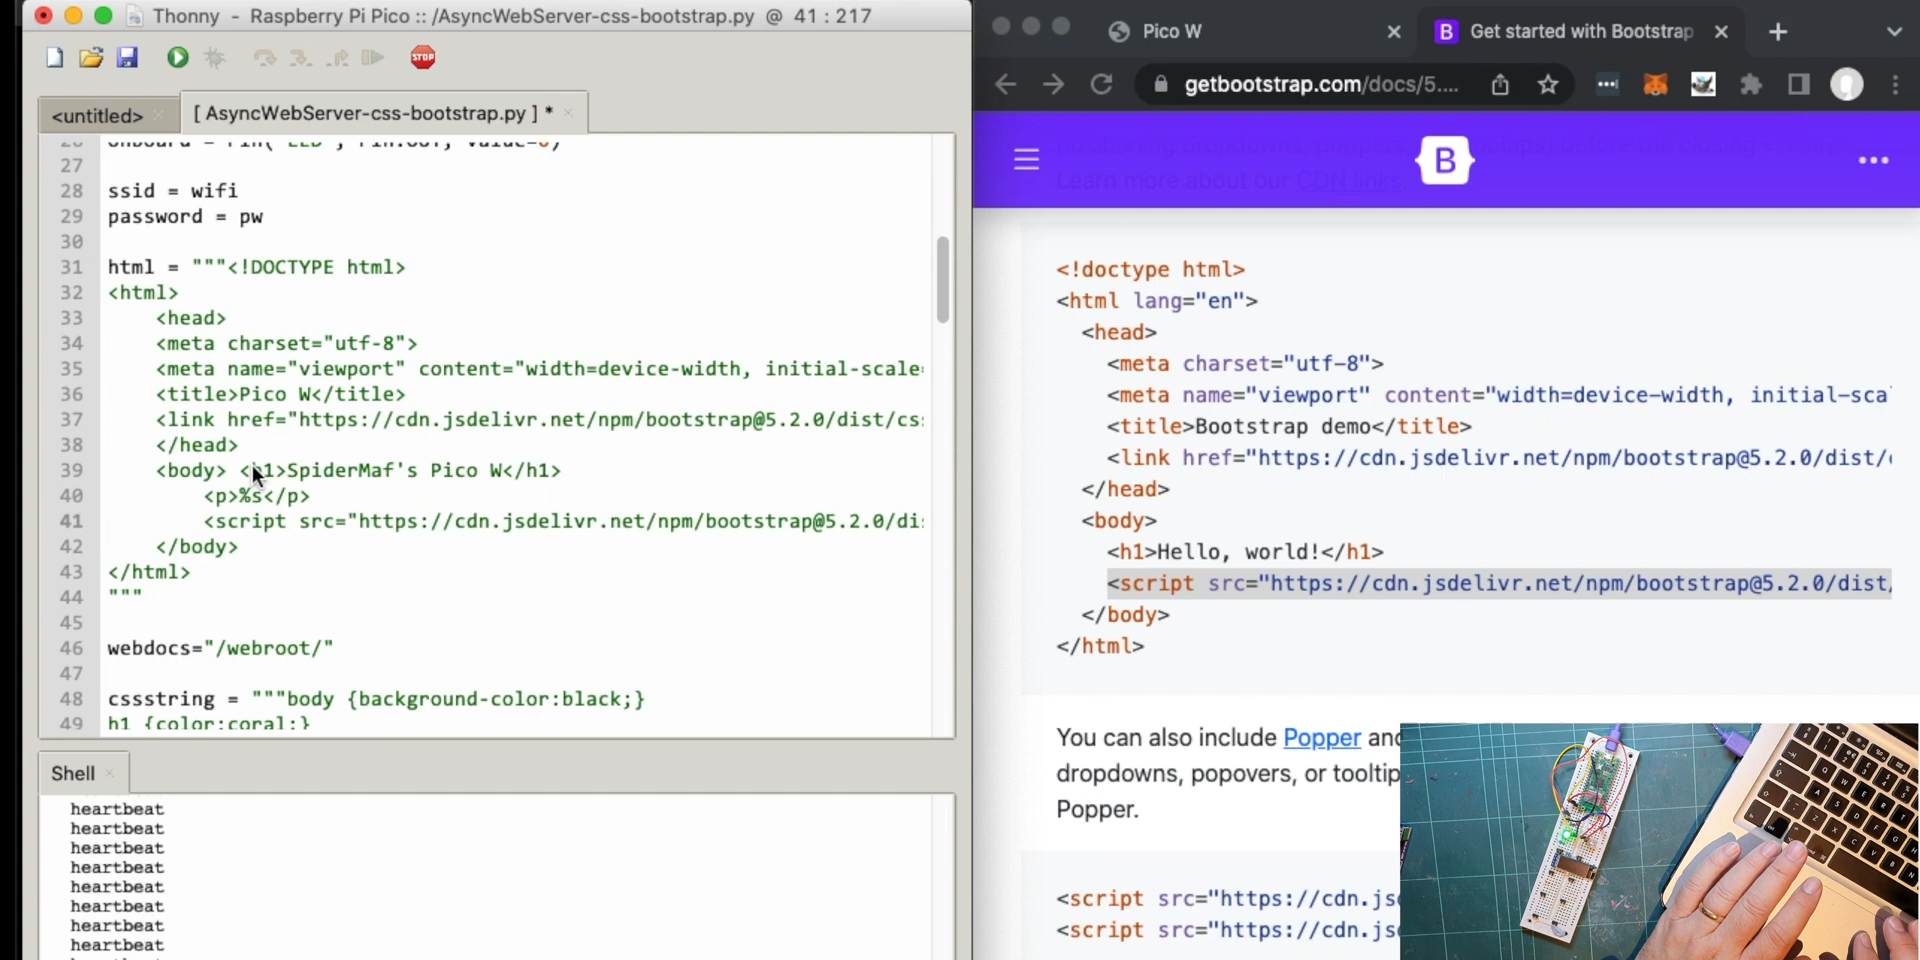 Thonny - Raspberry Pi Pico :: /AsyncWebServer-css-bootstrap.py @ 41 : 217
STOP
<untitled>
[ AsyncWebServer-css-bootstrap.py ] *
27
28 ssid = wifi
29 password = pw
30
31 html = """<!DOCTYPE html>
32 <html>
33 <head>
34 <meta charset="utf-8">
35 <meta name="viewport" content="width=device-width, initial-scale=
36 <title>Pico W</title>
37 <link href="https://cdn.jsdelivr.net/npm/bootstrap@5.2.0/dist/cs
38 </head>
39 <body> <h1>SpiderMaf's Pico W</h1>
40 <p>%s</p>
41 <script src="https://cdn.jsdelivr.net/npm/bootstrap@5.2.0/di
42 </body>
43 </html>
44 """
45
46 webdocs="/webroot/"
47
48 cssstring = """body {background-color:black;}
49 h1 {color:coral;}
Shell
heartbeat
heartbeat
heartbeat
heartbeat
heartbeat
heartbeat
heartbeat
heartbeat
Pico W
B Get started with Bootstrap
getbootstrap.com/docs/5....
B
Learn more about our CDN links.
<!doctype html>
<html lang="en">
<head>
<meta charset="utf-8">
<meta name="viewport" content="width=device-width, initial-sca
<title>Bootstrap demo</title>
<link href="https://cdn.jsdelivr.net/npm/bootstrap@5.2.0/dist/
</head>
<body>
<h1>Hello, world!</h1>
<script src="https://cdn.jsdelivr.net/npm/bootstrap@5.2.0/dist,
</body>
</html>
You can also include Popper and
dropdowns, popovers, or tooltip
Popper.
<script src="https://cdn.js
<script src="https://cdn.js